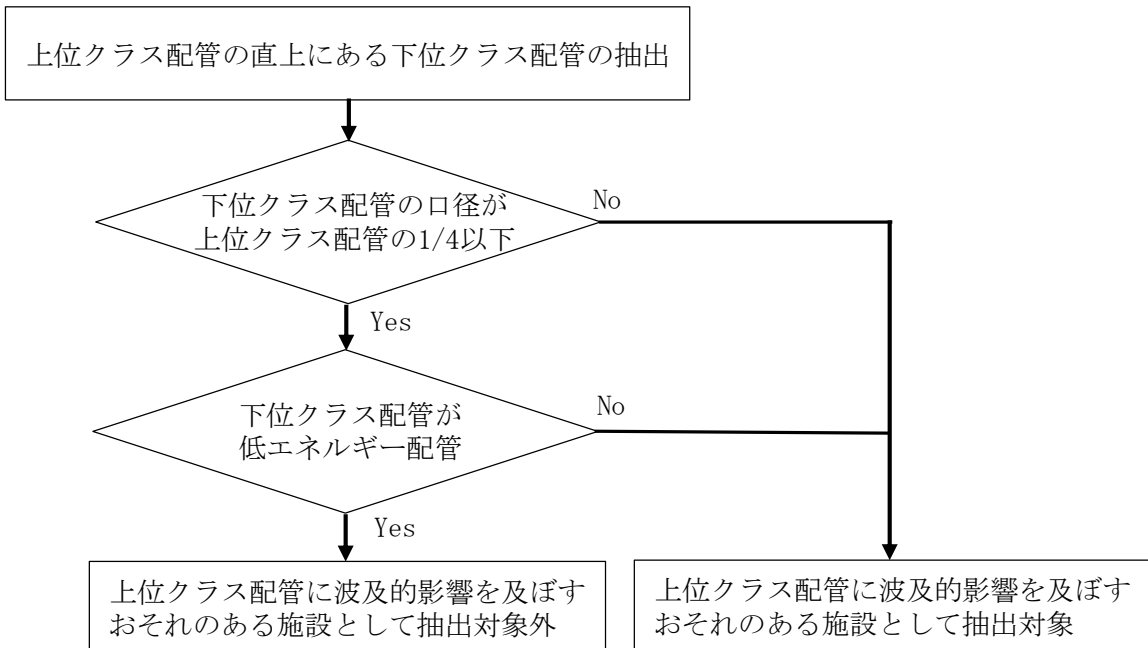 上位クラス配管の直上にある下位クラス配管の抽出
下位クラス配管の口径が
上位クラス配管の1/4以下
No
Yes
下位クラス配管が
低エネルギー配管
No
Yes
上位クラス配管に波及的影響を及ぼす
おそれのある施設として抽出対象外
上位クラス配管に波及的影響を及ぼす
おそれのある施設として抽出対象